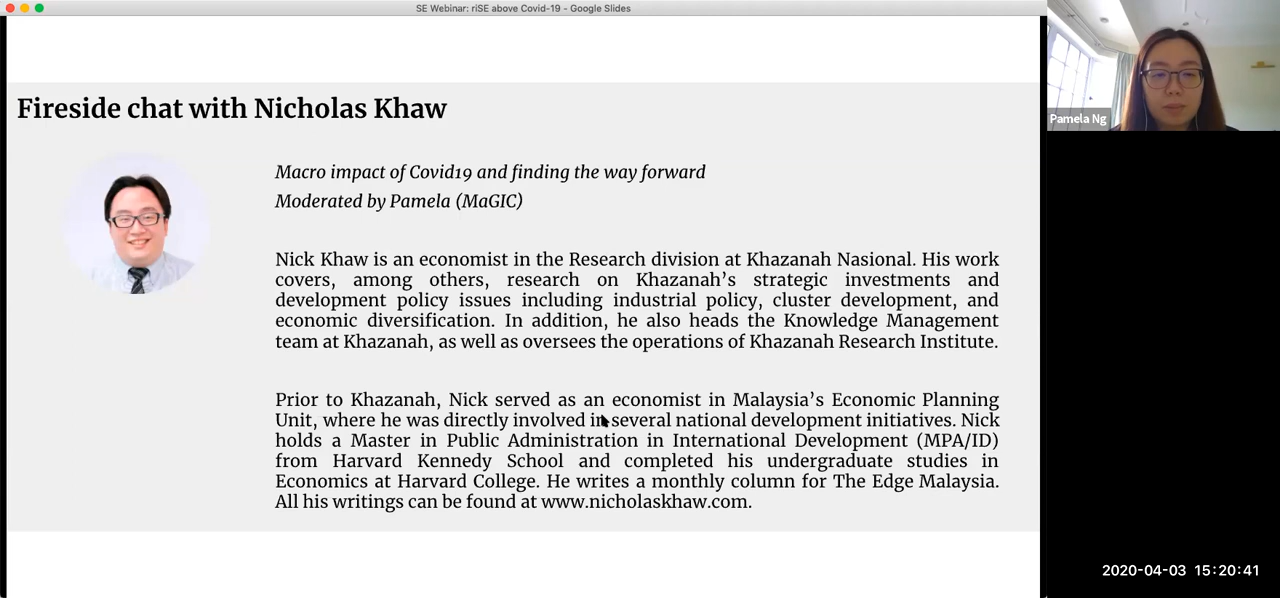 SE Webinar: riSE above Covid-19 - Google Slides
Fireside chat with Nicholas Khaw
Macro impact of Covid19 and finding the way forward
Moderated by Pamela (MaGIC)
Nick Khaw is an economist in the Research division at Khazanah Nasional. His work
covers, among others, research on Khazanah’s strategic investments and
development policy issues including industrial policy, cluster development, and
economic diversification. In addition, he also heads the Knowledge Management
team at Khazanah, as well as oversees the operations of Khazanah Research Institute.
Prior to Khazanah, Nick served as an economist in Malaysia’s Economic Planning
Unit, where he was directly involved in several national development initiatives. Nick
holds a Master in Public Administration in International Development (MPA/ID)
from Harvard Kennedy School and completed his undergraduate studies in
Economics at Harvard College. He writes a monthly column for The Edge Malaysia.
All his writings can be found at www.nicholaskhaw.com.
Pamela Ng
2020-04-03 15:20:41